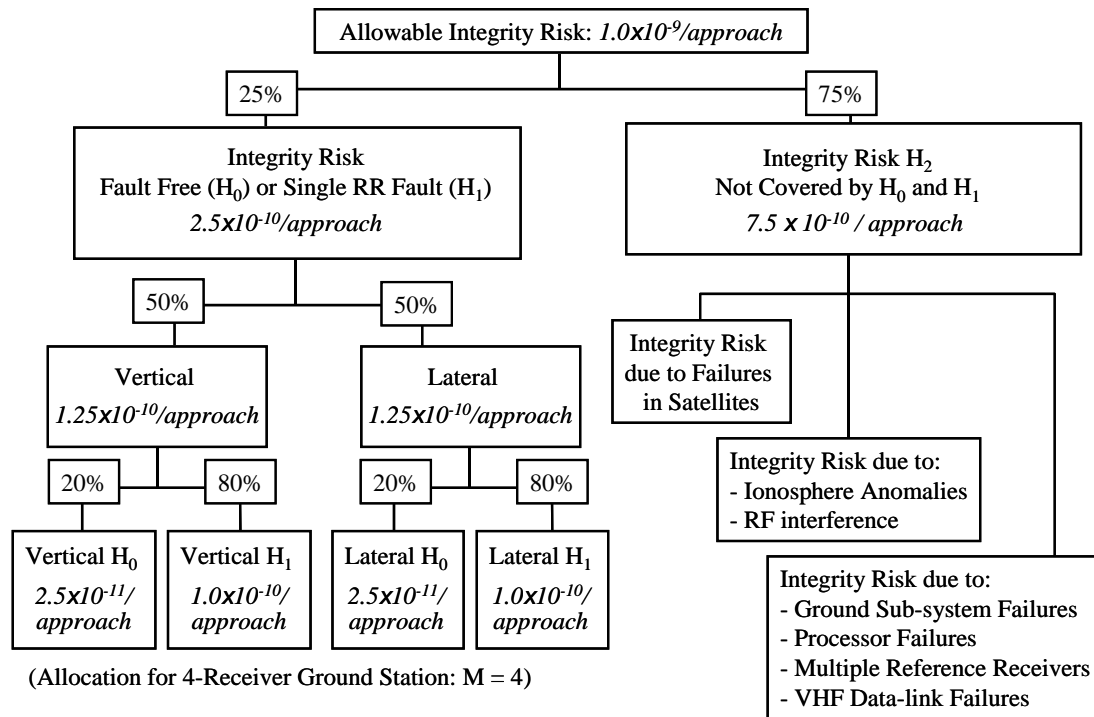 Allowable Integrity Risk: 1.0x10⁻⁹/approach
25%
75%
Integrity Risk
Fault Free (H₀) or Single RR Fault (H₁)
2.5x10⁻¹⁰/approach
Integrity Risk H₂
Not Covered by H₀ and H₁
7.5 x 10⁻¹⁰ / approach
50%
50%
Vertical
1.25x10⁻¹⁰/approach
Lateral
1.25x10⁻¹⁰/approach
Integrity Risk
due to Failures
in Satellites
20%
80%
20%
80%
Vertical H₀
2.5x10⁻¹¹/
approach
Vertical H₁
1.0x10⁻¹⁰/
approach
Lateral H₀
2.5x10⁻¹¹/
approach
Lateral H₁
1.0x10⁻¹⁰/
approach
Integrity Risk due to:
- Ionosphere Anomalies
- RF interference
Integrity Risk due to:
- Ground Sub-system Failures
- Processor Failures
- Multiple Reference Receivers
- VHF Data-link Failures
(Allocation for 4-Receiver Ground Station: M = 4)